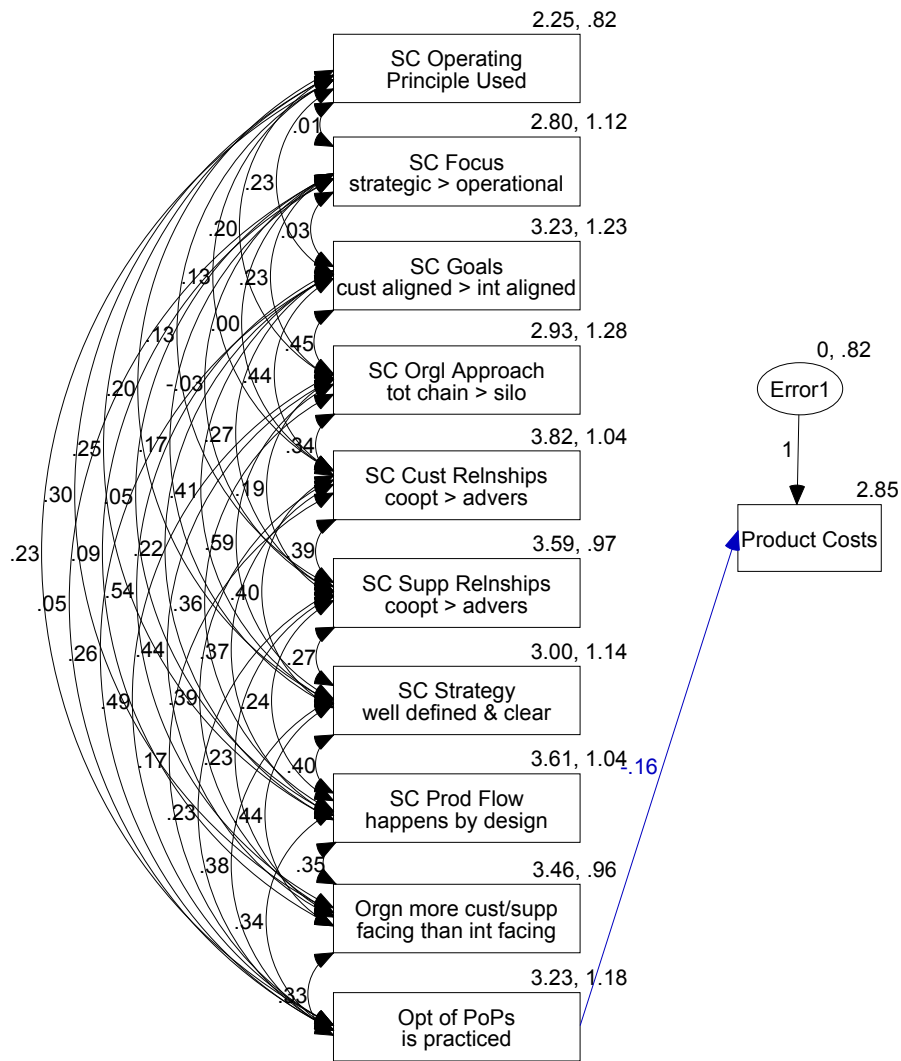 2.25, .82
SC Operating
Principle Used
.01
2.80, 1.12
SC Focus
strategic > operational
.23
.03
3.23, 1.23
.20
SC Goals
cust aligned > int aligned
.13
.23
.00
.13
.45
2.93, 1.28
0, .82
SC Orgl Approach
tot chain > silo
.44
-.03
.20
Error1
.27
.17
.25
.34
3.82, 1.04
1
SC Cust Relnships
coopt > advers
.19
.41
.05
.30
2.85
.59
.22
.09
.23
.39
3.59, .97
Product Costs
SC Supp Relnships
coopt > advers
.40
.54
.36
.05
.26
.44
.37
.27
3.00, 1.14
SC Strategy
well defined & clear
.39
.49
.24
.17
.23
.40
3.61, 1.04
-.16
SC Prod Flow
happens by design
.23
.44
.38
.35
3.46, .96
Orgn more cust/supp
facing than int facing
.34
3.23, 1.18
.33
Opt of PoPs
is practiced